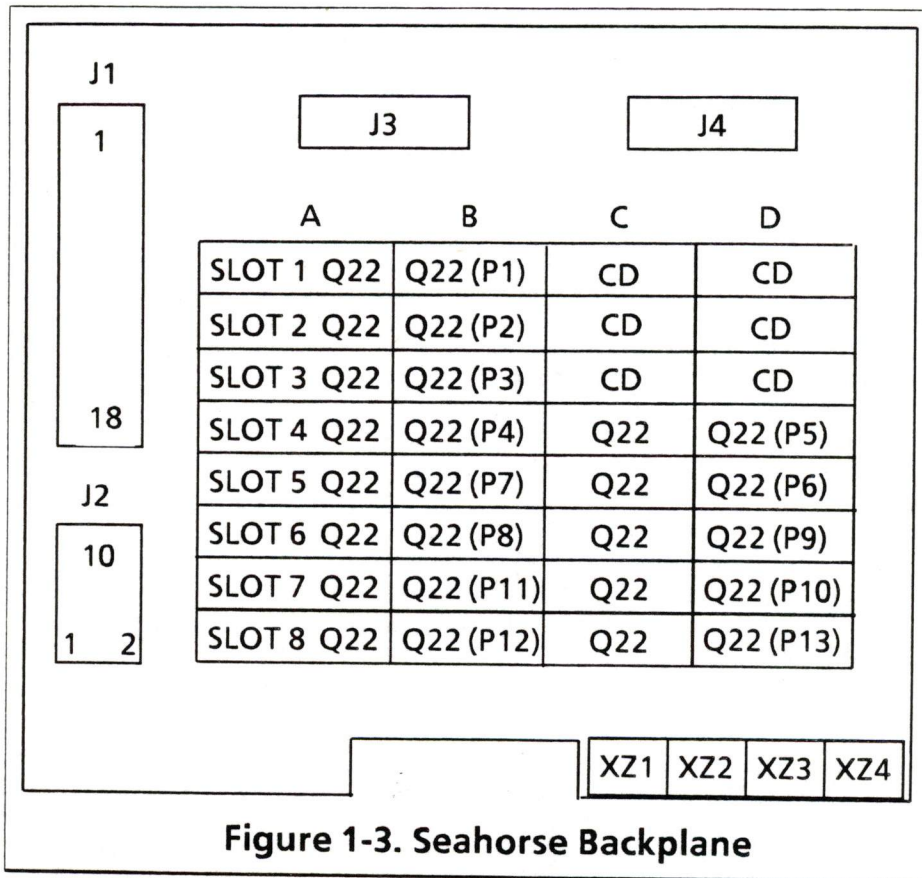 J1
1
18
J2
10
1 2
J3 J4
A B C D
SLOT 1 Q22 Q22 (P1) CD CD
SLOT 2 Q22 Q22 (P2) CD CD
SLOT 3 Q22 Q22 (P3) CD CD
SLOT 4 Q22 Q22 (P4) Q22 Q22 (P5)
SLOT 5 Q22 Q22 (P7) Q22 Q22 (P6)
SLOT 6 Q22 Q22 (P8) Q22 Q22 (P9)
SLOT 7 Q22 Q22 (P11) Q22 Q22 (P10)
SLOT 8 Q22 Q22 (P12) Q22 Q22 (P13)
XZ1 XZ2 XZ3 XZ4
Figure 1-3. Seahorse Backplane